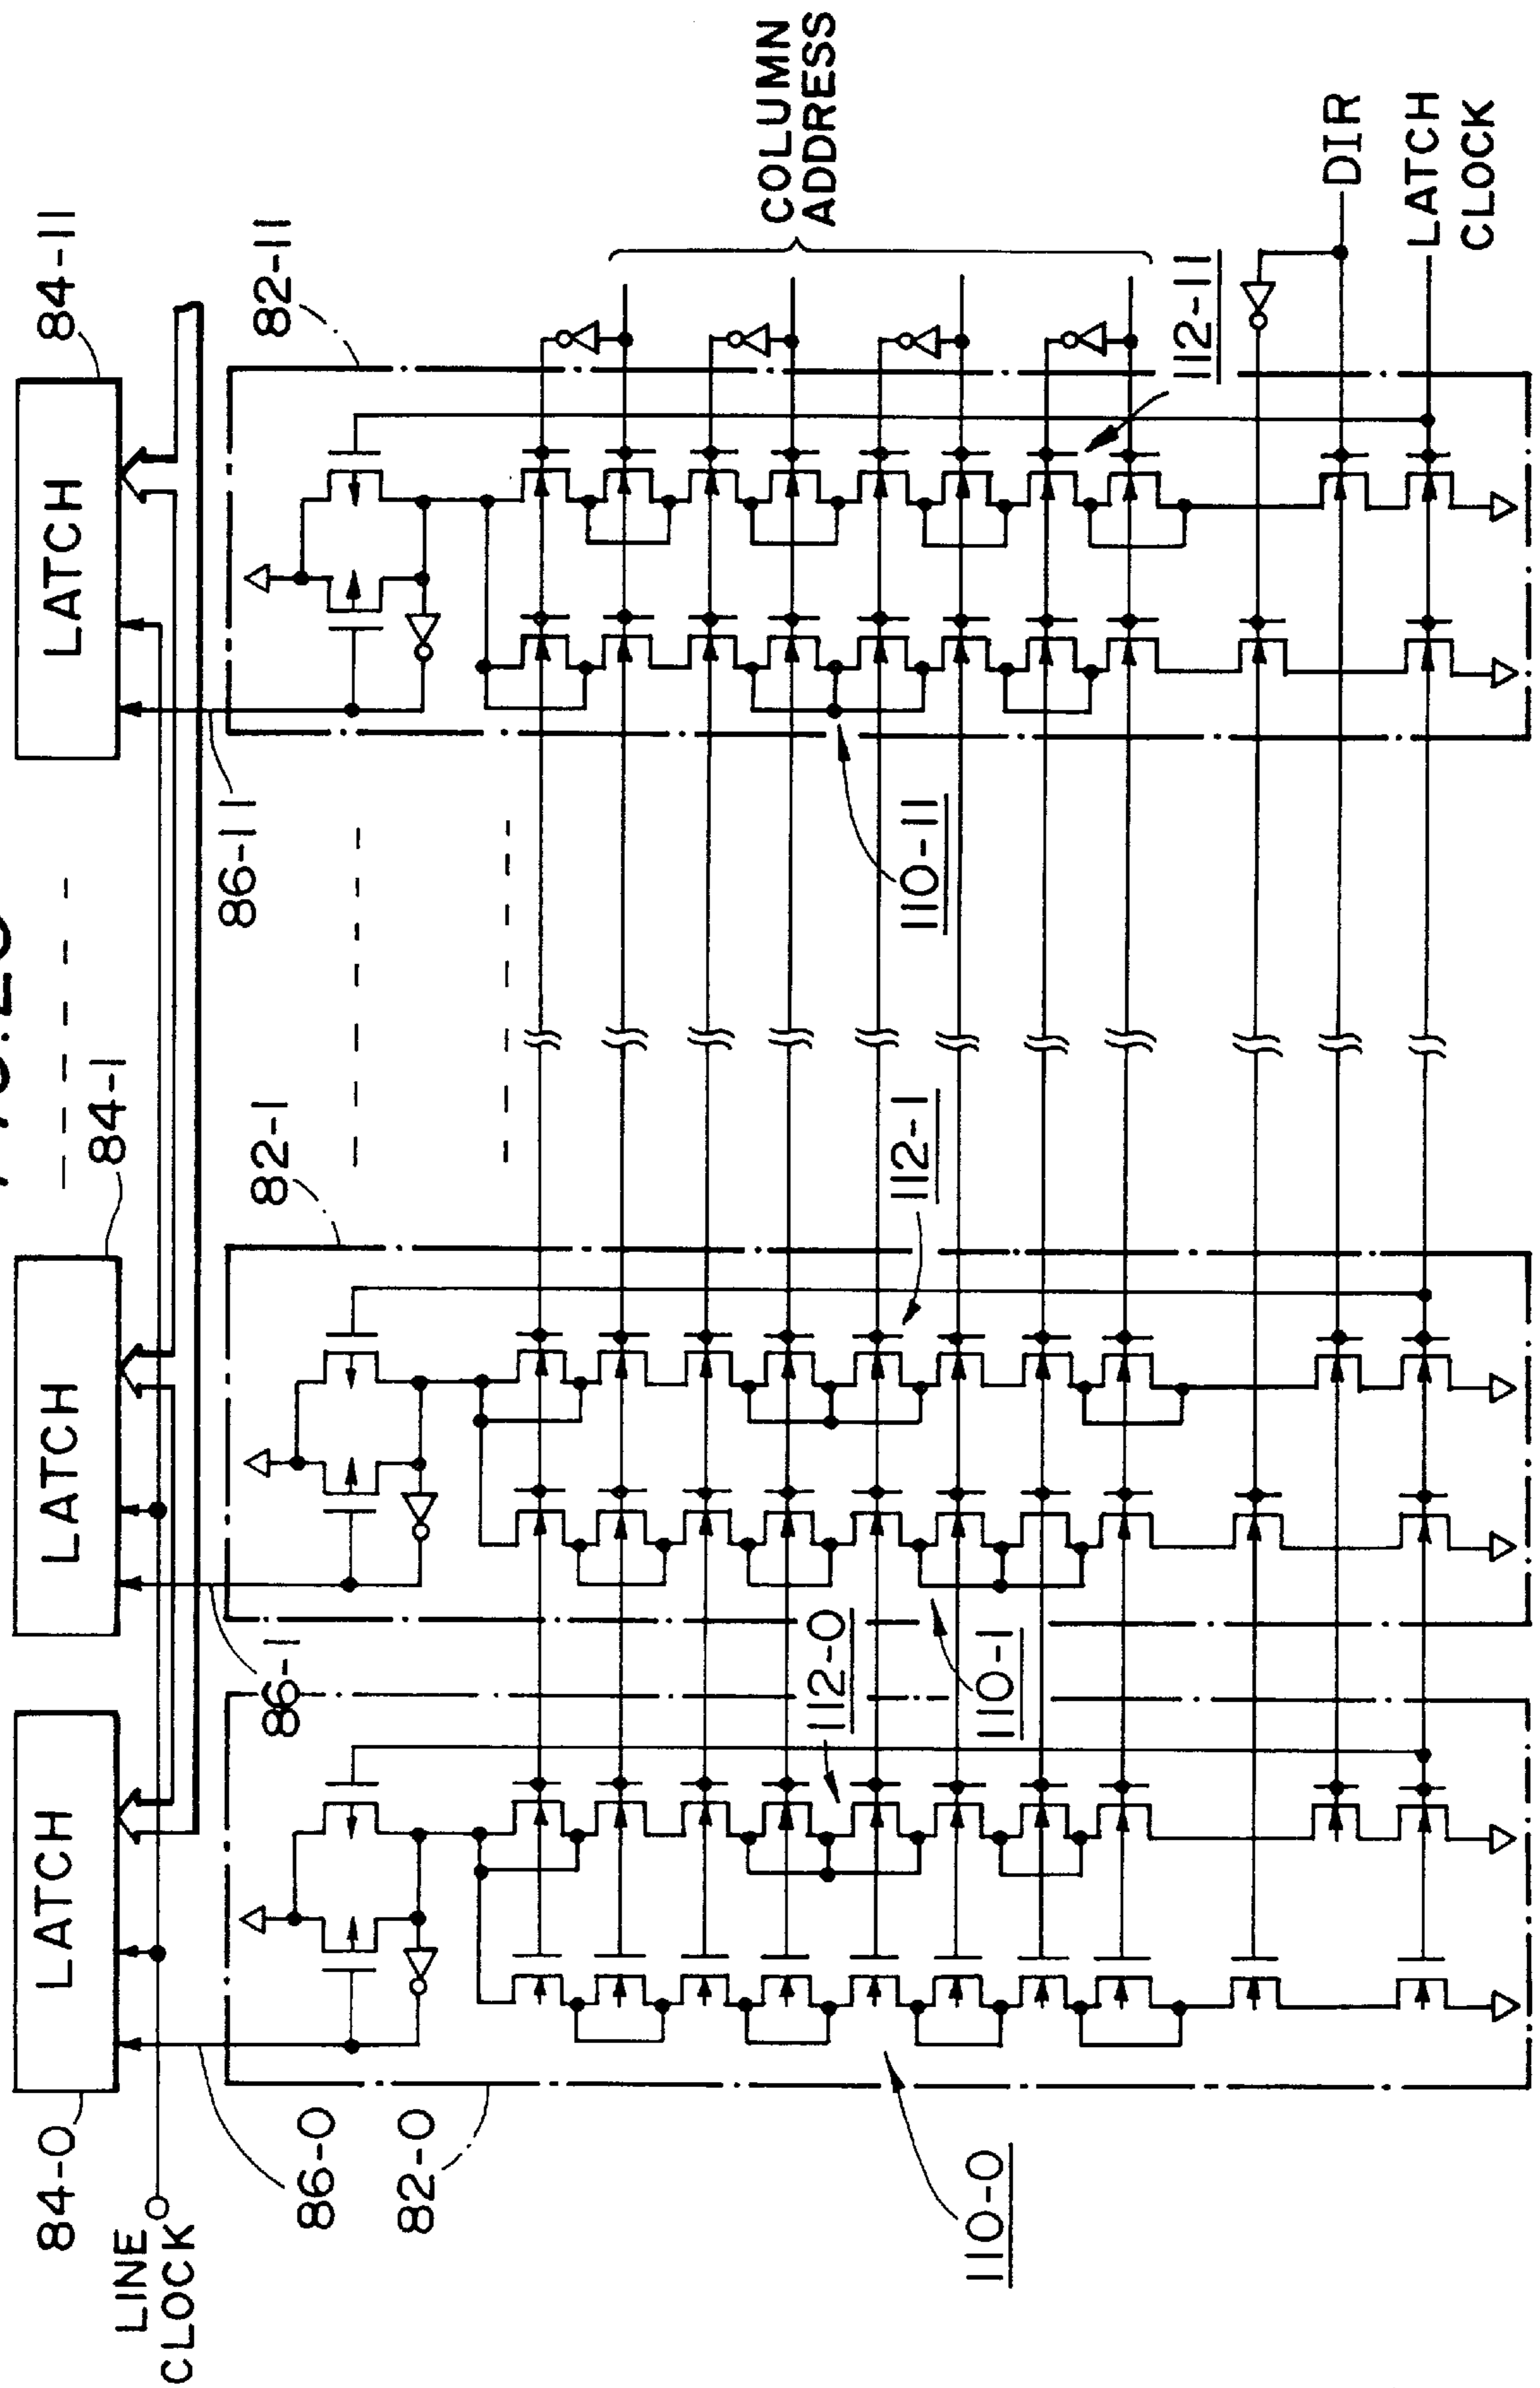 LATCH
84-0
LATCH
84-1
LATCH
84-11
LINE
CLOCK
86-0
82-0
86-1
82-1
86-11
82-11
110-0
112-0
110-1
112-1
110-11
112-11
COLUMN
ADDRESS
DIR
LATCH
CLOCK